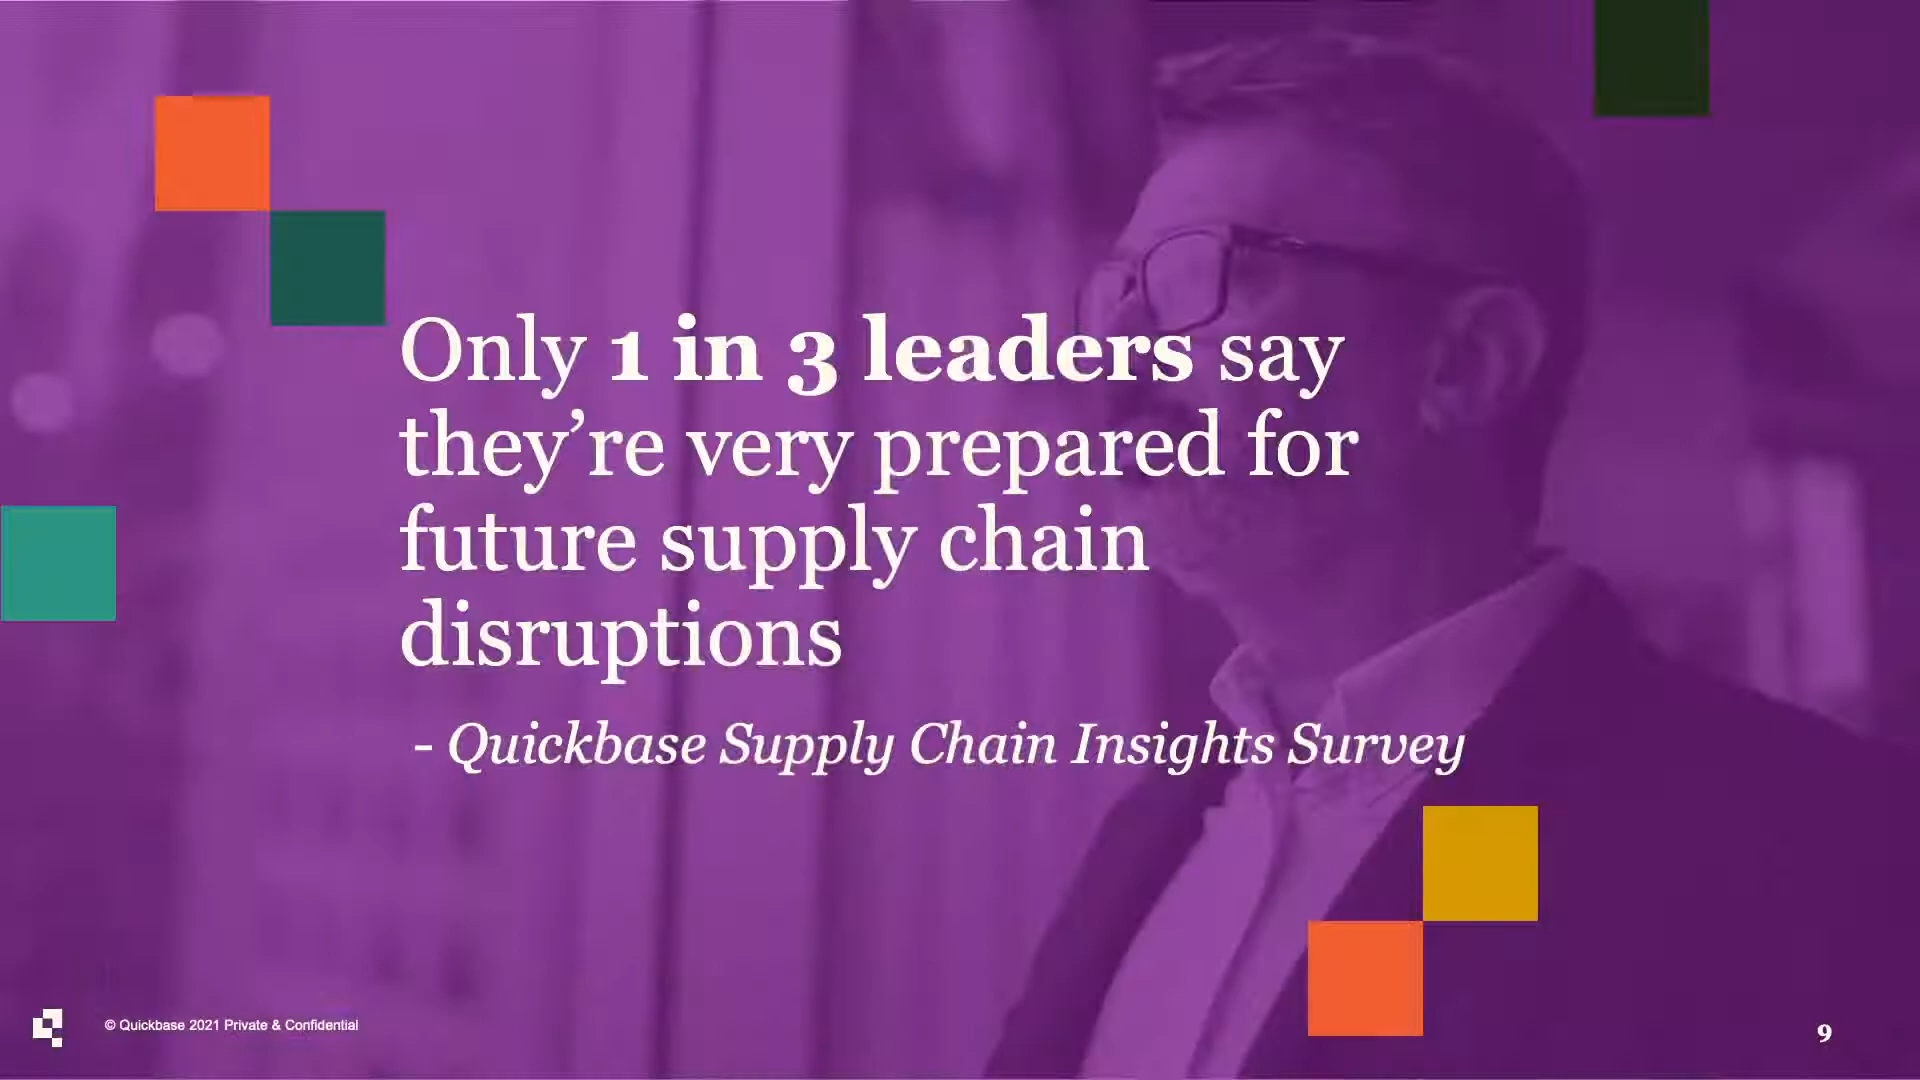 Only 1 in 3 leaders say
they’re very prepared for
future supply chain
disruptions
- Quickbase Supply Chain Insights Survey
© Quickbase 2021 Private & Confidential
9